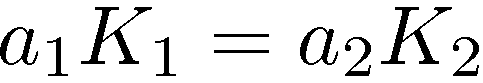 a₁K₁ = a₂K₂